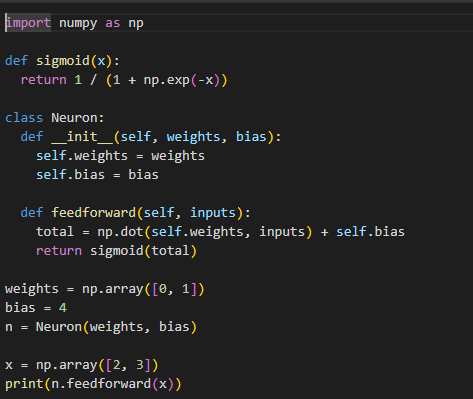 import numpy as np
def sigmoid(x):
  return 1 / (1 + np.exp(-x))
class Neuron:
  def __init__(self, weights, bias):
    self.weights = weights
    self.bias = bias
  def feedforward(self, inputs):
    total = np.dot(self.weights, inputs) + self.bias
    return sigmoid(total)
weights = np.array([0, 1])
bias = 4
n = Neuron(weights, bias)
x = np.array([2, 3])
print(n.feedforward(x))